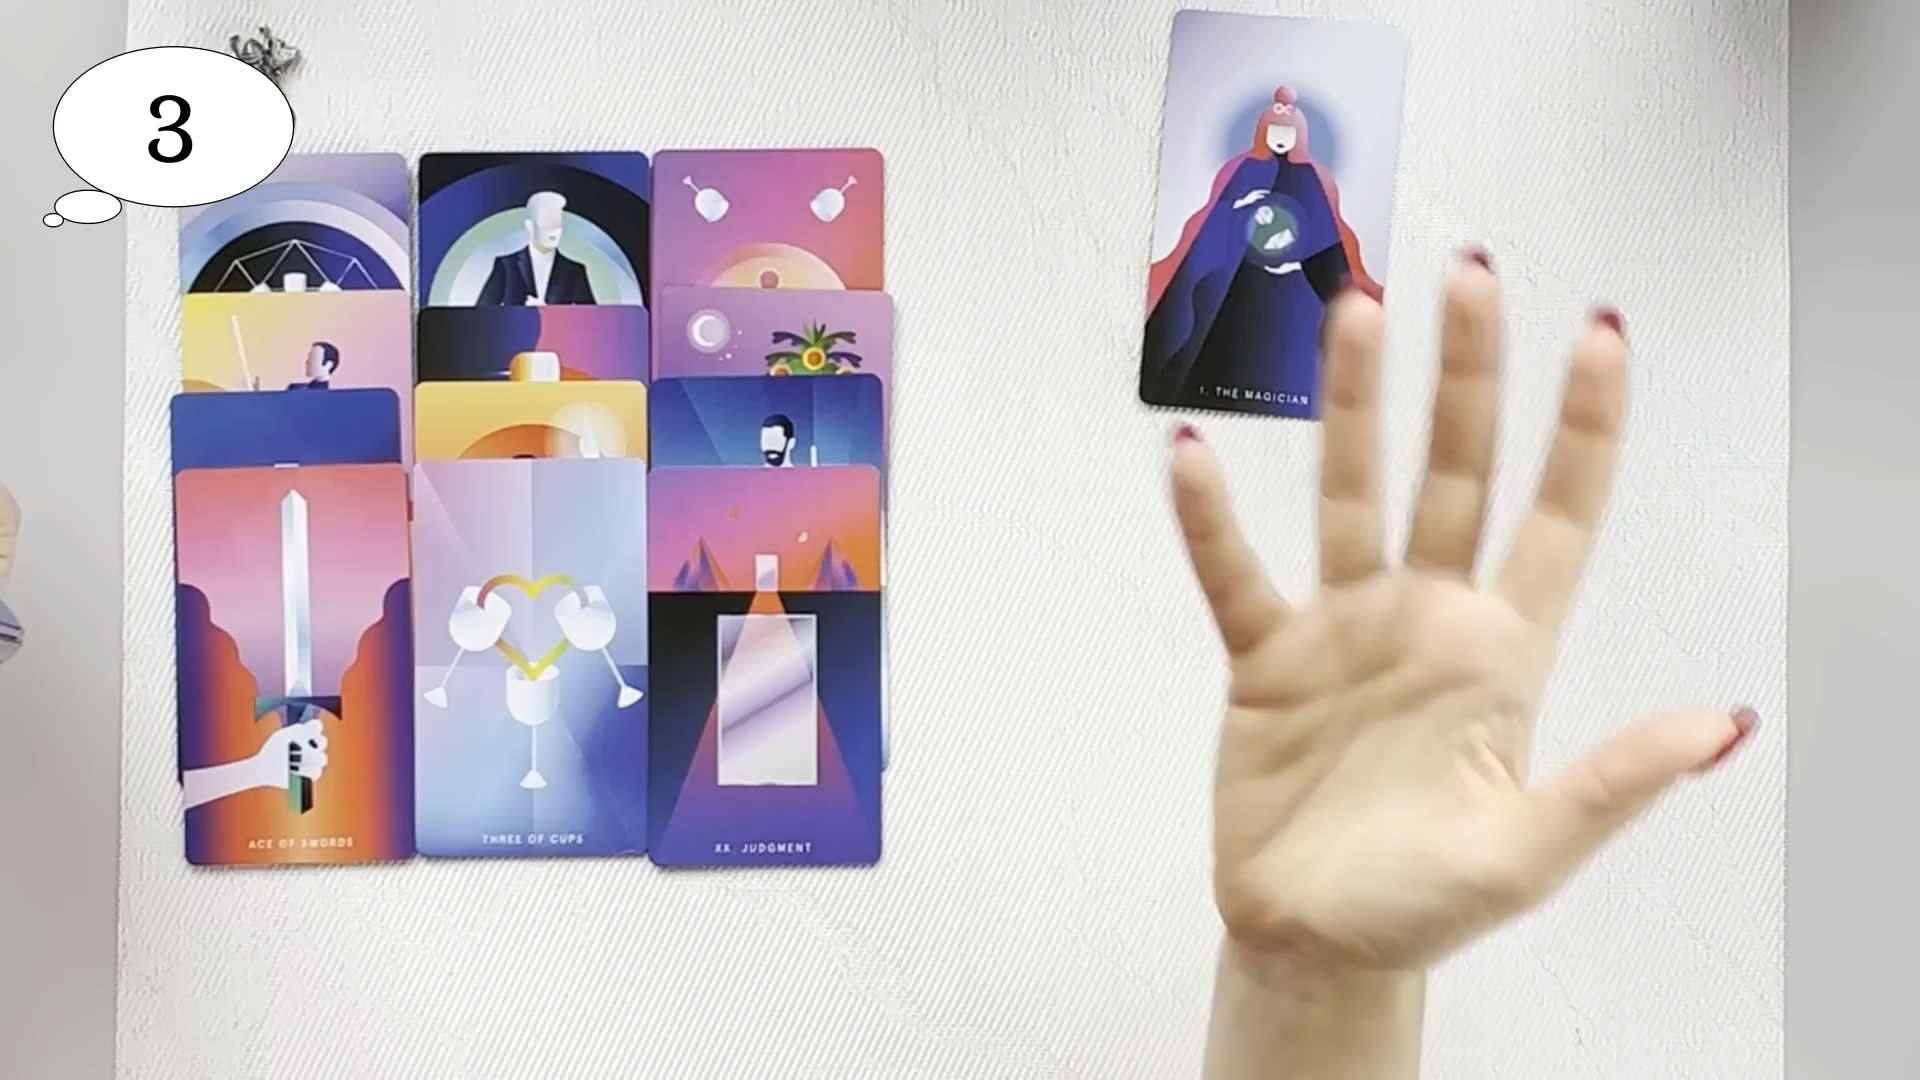 3
I. THE MAGICIAN
ACE OF SWORDS
THREE OF CUPS
XX JUDGMENT